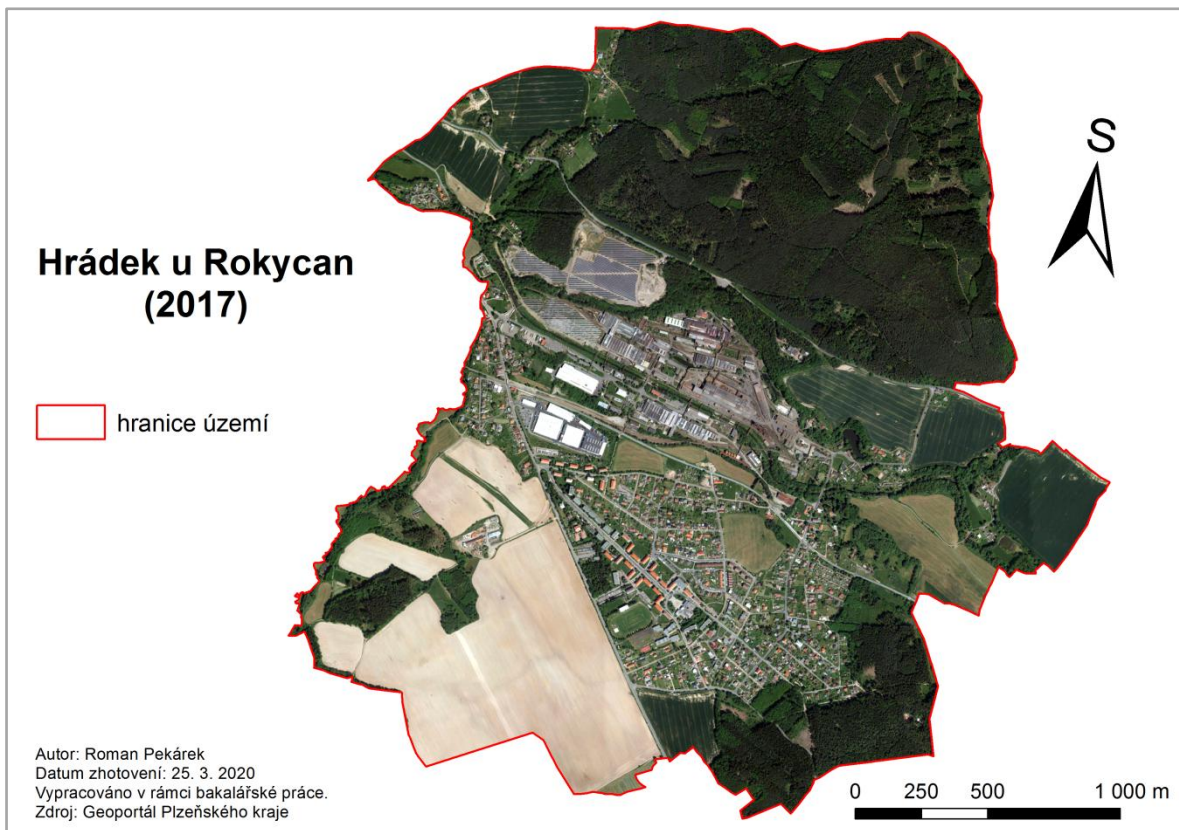 Hrádek u Rokycan
(2017)
hranice území
S
Autor: Roman Pekárek
Datum zhotovení: 25. 3. 2020
Vypracováno v rámci bakalářské práce.
Zdroj: Geoportál Plzeňského kraje
0 250 500 1 000 m